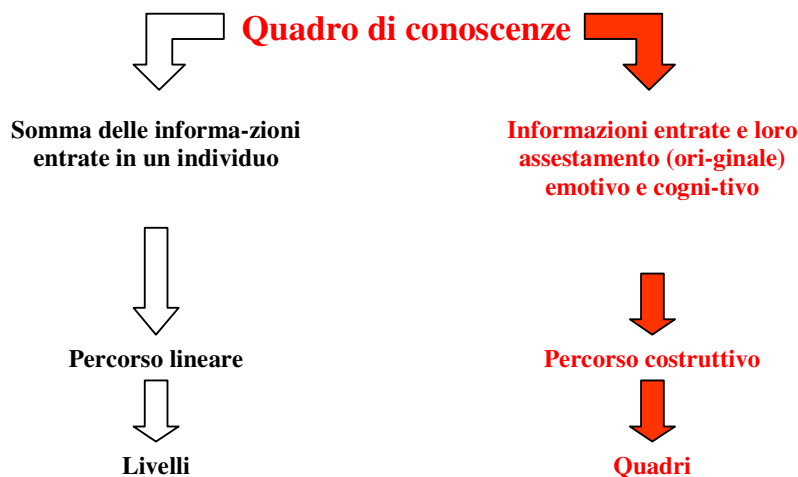 Quadro di conoscenze
Somma delle informa-zioni
entrate in un individuo
Informazioni entrate e loro
assestamento (ori-ginale)
emotivo e cogni-tivo
Percorso lineare
Percorso costruttivo
Livelli
Quadri